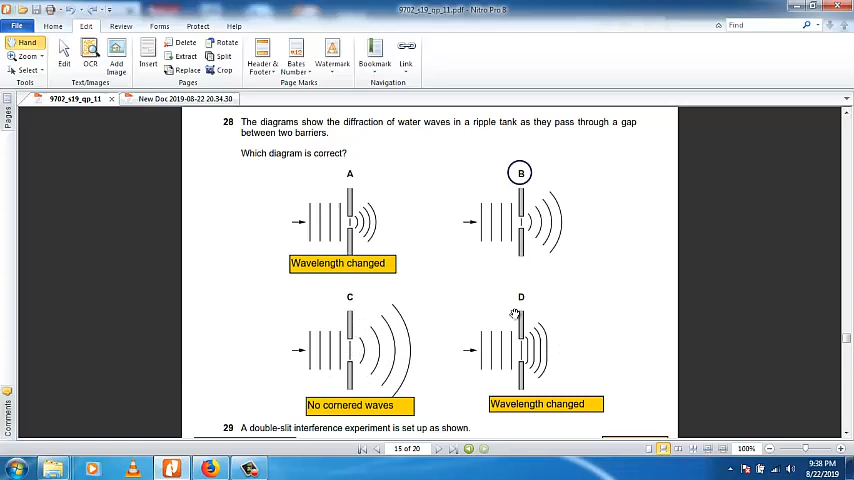 9702_s19_qp_11.pdf - Nitro Pro 8
File
Home
Edit
Review
Forms
Protect
Help
Find
Hand
Zoom
Select
Tools
Edit
OCR
Add
Image
Text/Images
Insert
Delete
Extract
Replace
Rotate
Split
Crop
Pages
Header &
Footer
Bates
Number
Watermark
Page Marks
Bookmark
Link
Navigation
9702_s19_qp_11
New Doc 2019-08-22 20.34.30
Pages
Comments
28 The diagrams show the diffraction of water waves in a ripple tank as they pass through a gap
between two barriers.
Which diagram is correct?
A
B
Wavelength changed
C
D
No cornered waves
Wavelength changed
29 A double-slit interference experiment is set up as shown.
15 of 20
100%
9:38 PM
8/22/2019